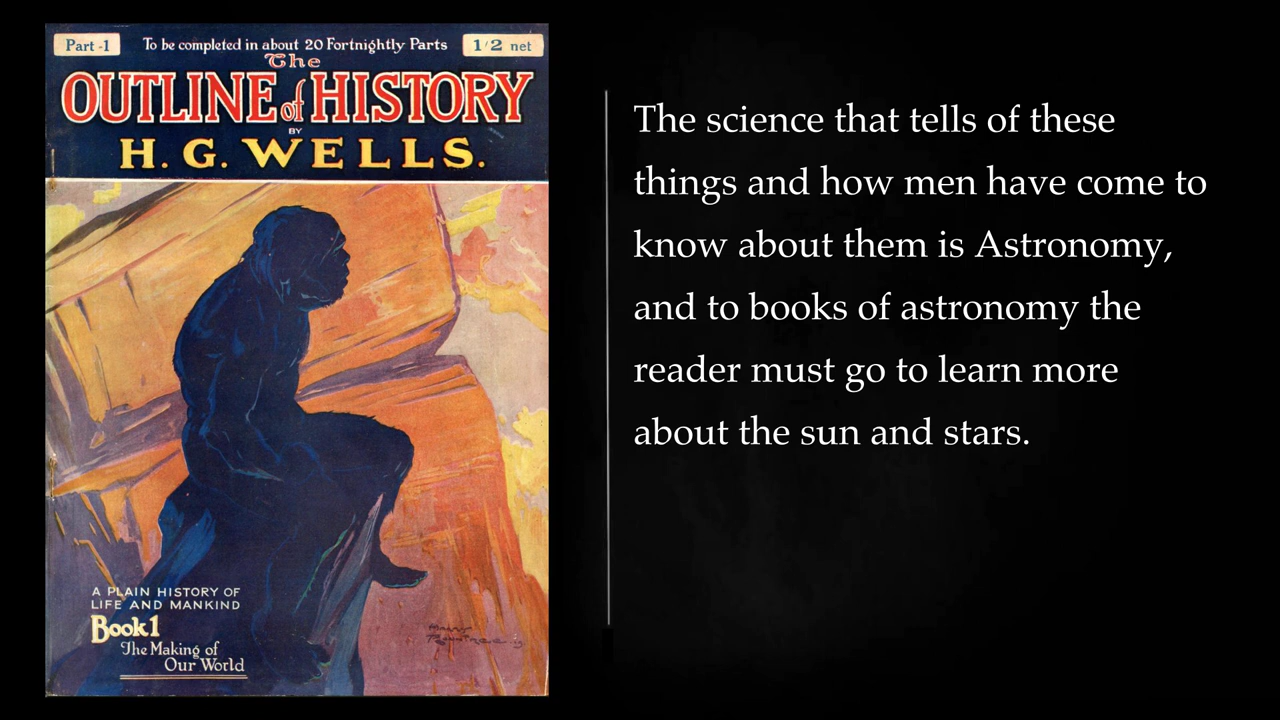 Part -1
To be completed in about 20 Fortnightly Parts
1/2 net
The
OUTLINE of HISTORY
BY
H. G. WELLS.
A PLAIN HISTORY OF
LIFE AND MANKIND
Book 1
The Making of
Our World
The science that tells of these
things and how men have come to
know about them is Astronomy,
and to books of astronomy the
reader must go to learn more
about the sun and stars.